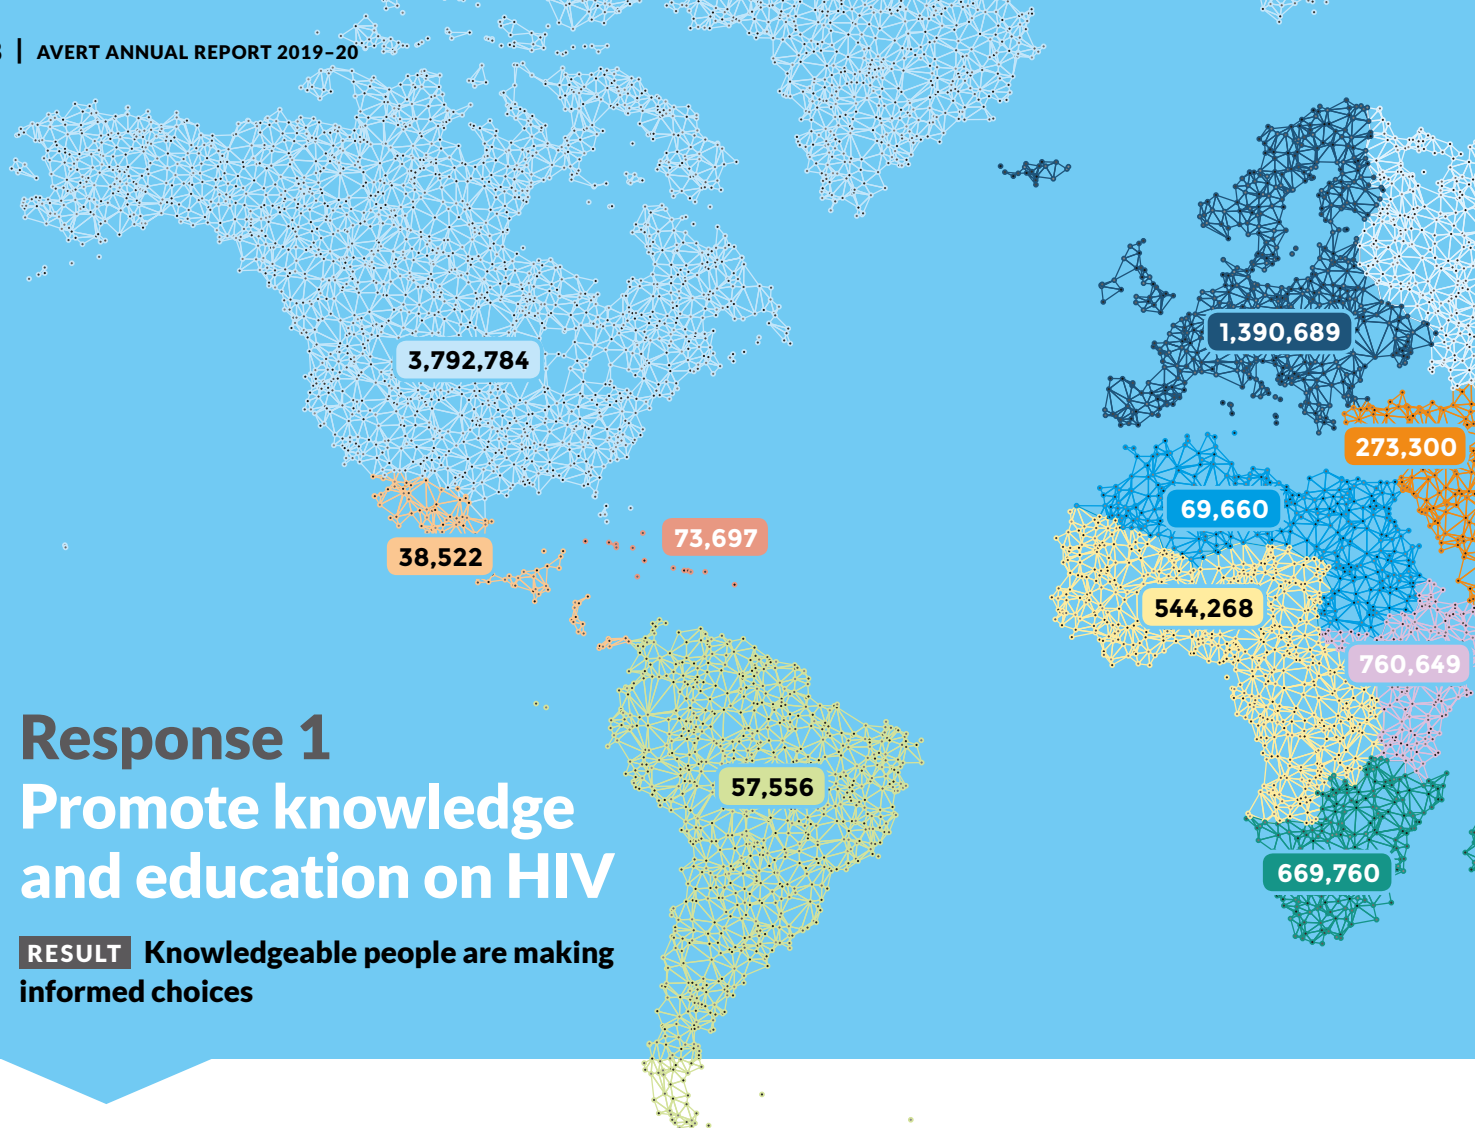 AVERT ANNUAL REPORT 2019–20
1,390,689
3,792,784
273,300
69,660
73,697
38,522
544,268
760,649
57,556
669,760
Response 1
Promote knowledge
and education on HIV
RESULT Knowledgeable people are making
informed choices